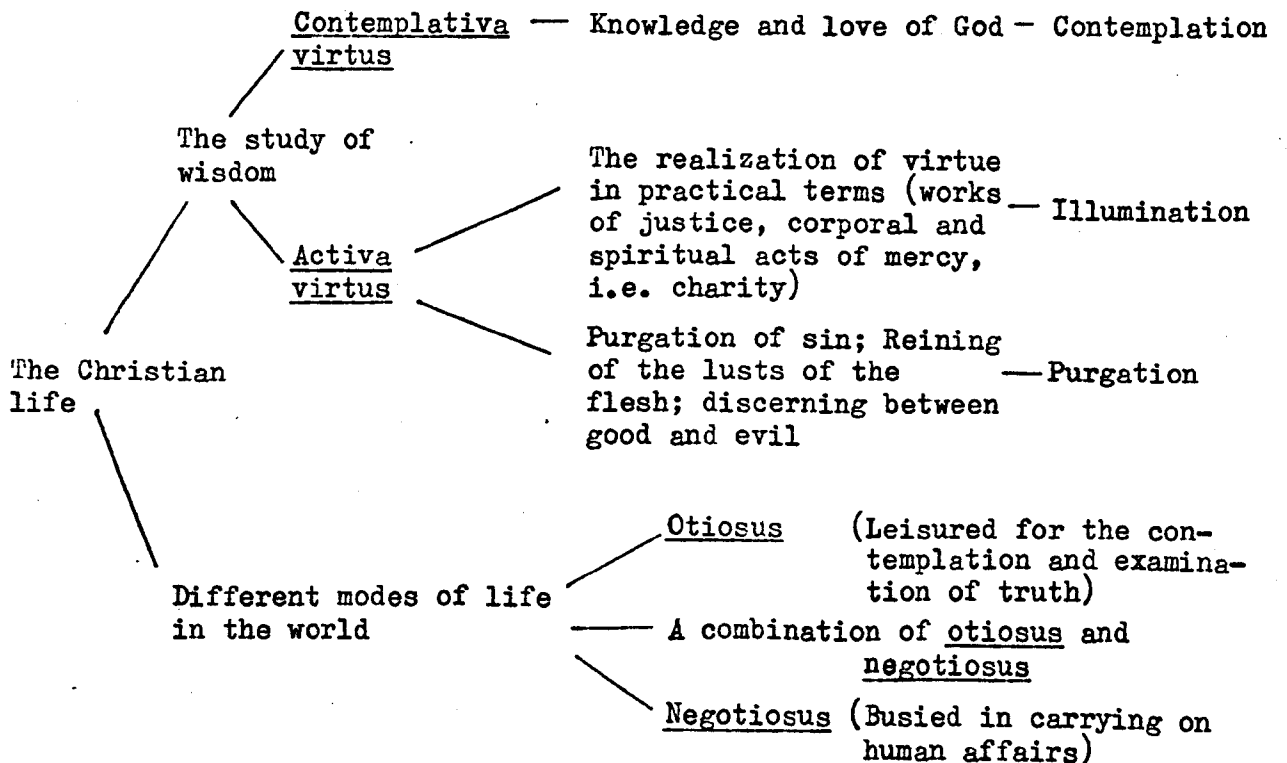 Contemplativa virtus — Knowledge and love of God — Contemplation
The study of
wisdom
The realization of virtue
in practical terms (works
of justice, corporal and
spiritual acts of mercy,
i.e. charity)
— Illumination
Activa
virtus
Purgation of sin; Reining
of the lusts of the
flesh; discerning between
good and evil
— Purgation
The Christian
life
Different modes of life
in the world
Otiosus (Leisured for the con-
templation and examina-
tion of truth)
A combination of otiosus and
negotiosus
Negotiosus (Busied in carrying on
human affairs)